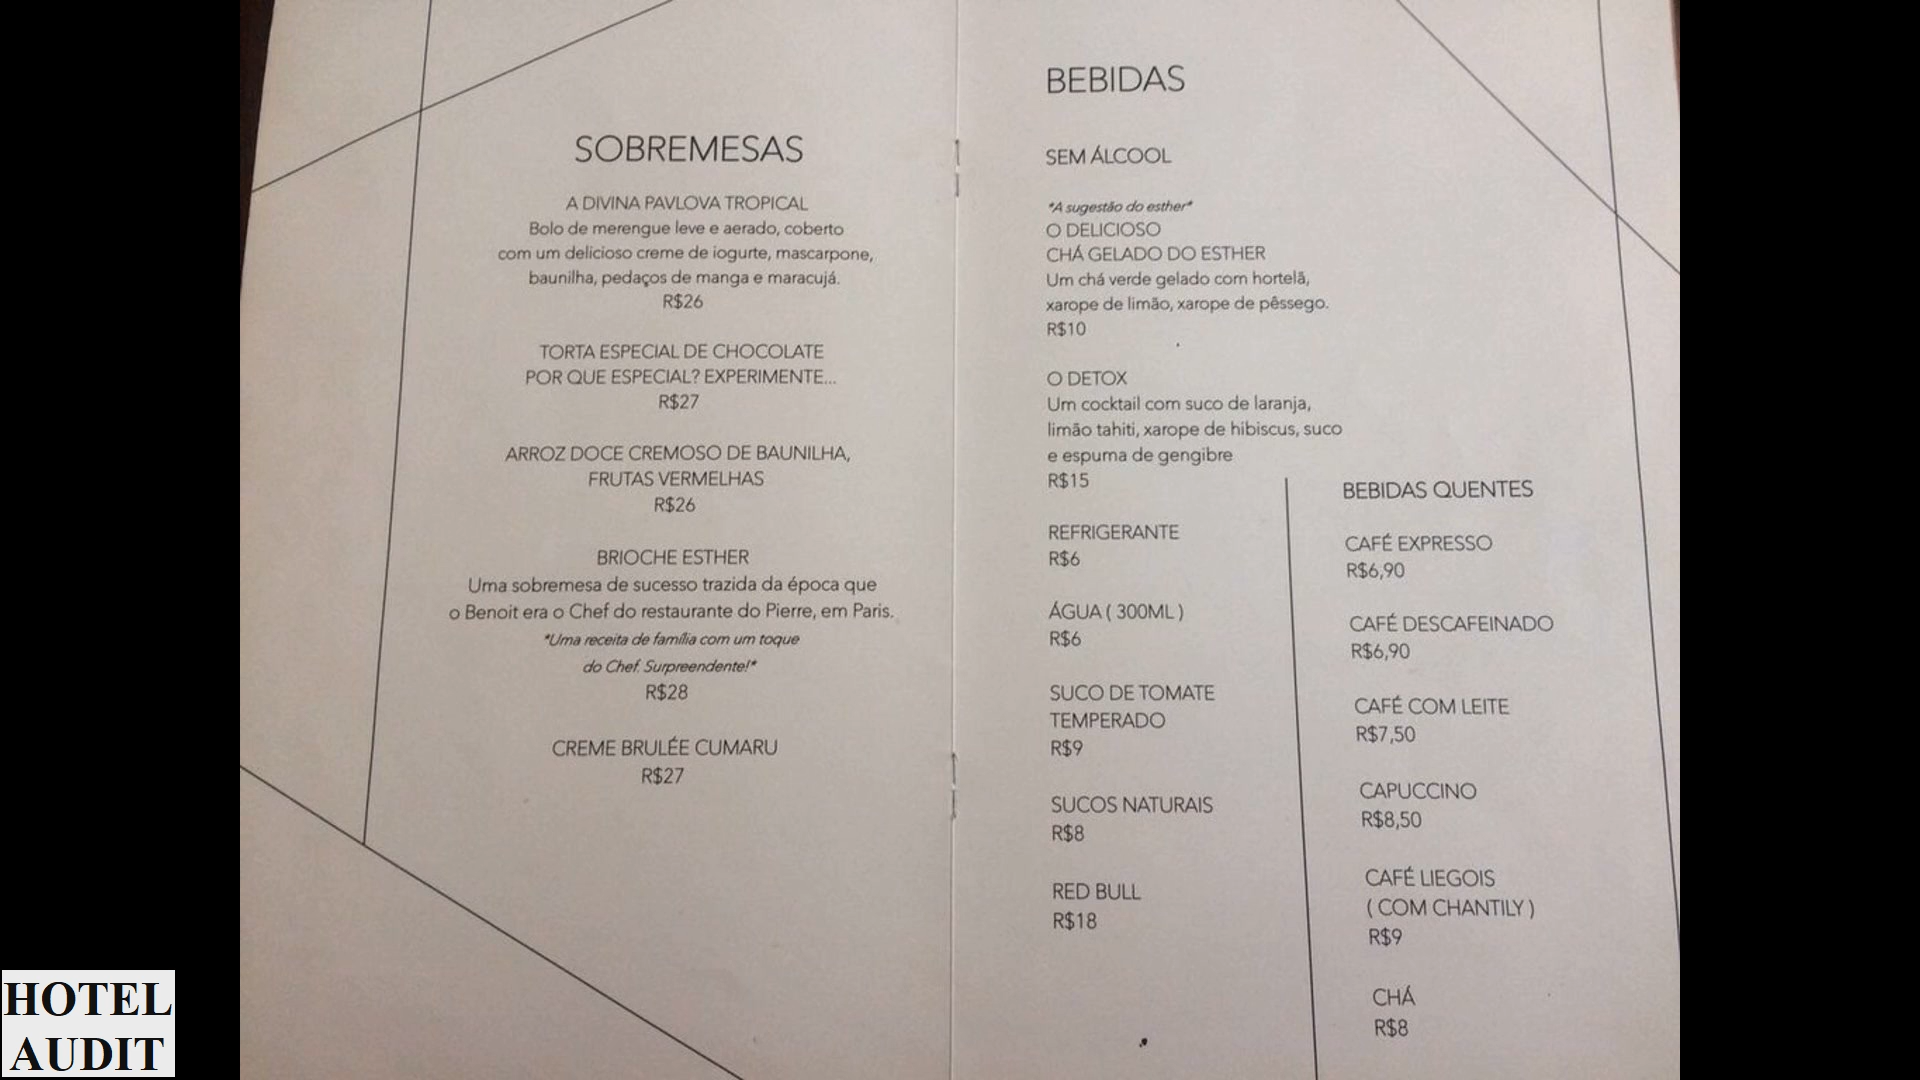 SOBREMESAS
A DIVINA PAVLOVA TROPICAL
Bolo de merengue leve e aerado, coberto
com um delicioso creme de iogurte, mascarpone,
baunilha, pedaços de manga e maracujá.
R$26
TORTA ESPECIAL DE CHOCOLATE
POR QUE ESPECIAL? EXPERIMENTE...
R$27
ARROZ DOCE CREMOSO DE BAUNILHA,
FRUTAS VERMELHAS
R$26
BRIOCHE ESTHER
Uma sobremesa de sucesso trazida da época que
o Benoit era o Chef do restaurante do Pierre, em Paris.
*Uma receita de família com um toque
do Chef. Surpreendente!*
R$28
CREME BRULÉE CUMARU
R$27
BEBIDAS
SEM ÁLCOOL
*A sugestão do esther*
O DELICIOSO
CHÁ GELADO DO ESTHER
Um chá verde gelado com hortelã,
xarope de limão, xarope de pêssego.
R$10
O DETOX
Um cocktail com suco de laranja,
limão tahiti, xarope de hibiscus, suco
e espuma de gengibre
R$15
REFRIGERANTE
R$6
ÁGUA ( 300ML )
R$6
SUCO DE TOMATE
TEMPERADO
R$9
SUCOS NATURAIS
R$8
RED BULL
R$18
BEBIDAS QUENTES
CAFÉ EXPRESSO
R$6,90
CAFÉ DESCAFEINADO
R$6,90
CAFÉ COM LEITE
R$7,50
CAPUCCINO
R$8,50
CAFÉ LIEGOIS
( COM CHANTILY )
R$9
CHÁ
R$8
HOTEL
AUDIT